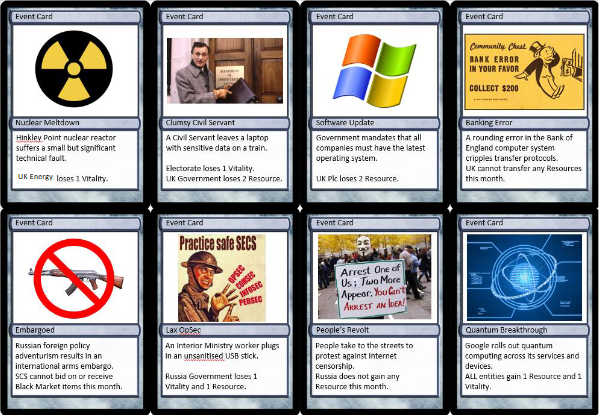 Event Card
Nuclear Meltdown
Hinkley Point nuclear reactor
suffers a small but significant
technical fault.
UK Energy loses 1 Vitality.
Event Card
Clumsy Civil Servant
A Civil Servant leaves a laptop
with sensitive data on a train.
Electorate loses 1 Vitality.
UK Government loses 2 Resource.
Event Card
Software Update
Government mandates that all
companies must have the latest
operating system.
UK Plc loses 2 Resource.
Event Card
Community Chest
BANK ERROR
IN YOUR FAVOR
COLLECT $200
Banking Error
A rounding error in the Bank of
England computer system
cripples transfer protocols.
UK cannot transfer any Resources
this month.
Event Card
Embargoed
Russian foreign policy
adventurism results in an
international arms embargo.
SCS cannot bid on or receive
Black Market items this month.
Event Card
Practice safe SECS
OPSEC
COMSEC
INFOSEC
PERSEC
Lax OpSec
An Interior Ministry worker plugs
in an unsanitised USB stick.
Russia Government loses 1
Vitality and 1 Resource.
Event Card
Arrest One of
Us; Two More
Appear. You Can't
Arrest an Idea!
People's Revolt
People take to the streets to
protest against Internet
censorship.
Russia does not gain any
Resource this month.
Event Card
Quantum Breakthrough
Google rolls out quantum
computing across its services and
devices.
ALL entities gain 1 Resource and 1
Vitality.